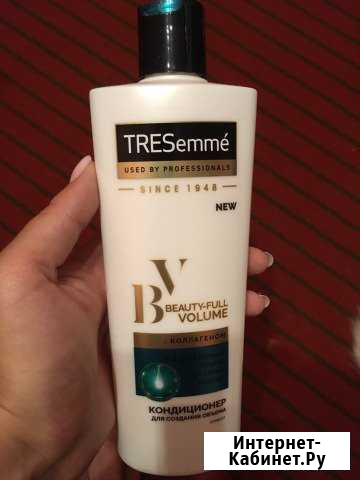 TRESemmé
USED BY PROFESSIONALS
SINCE 1948
NEW
BV
BEAUTY-FULL
VOLUME
С КОЛЛАГЕНОМ
КОНДИЦИОНЕР
ДЛЯ СОЗДАНИЯ ОБЪЕМА
Интернет-
Кабинет.Ру